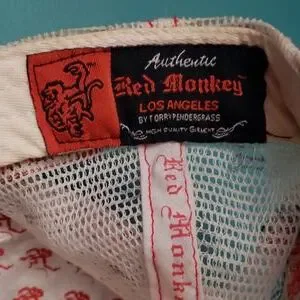 Authentic
Red Monkey
LOS ANGELES
BY TORRY PENDERGRASS
HIGH QUALITY GARMENT
Red Monkey